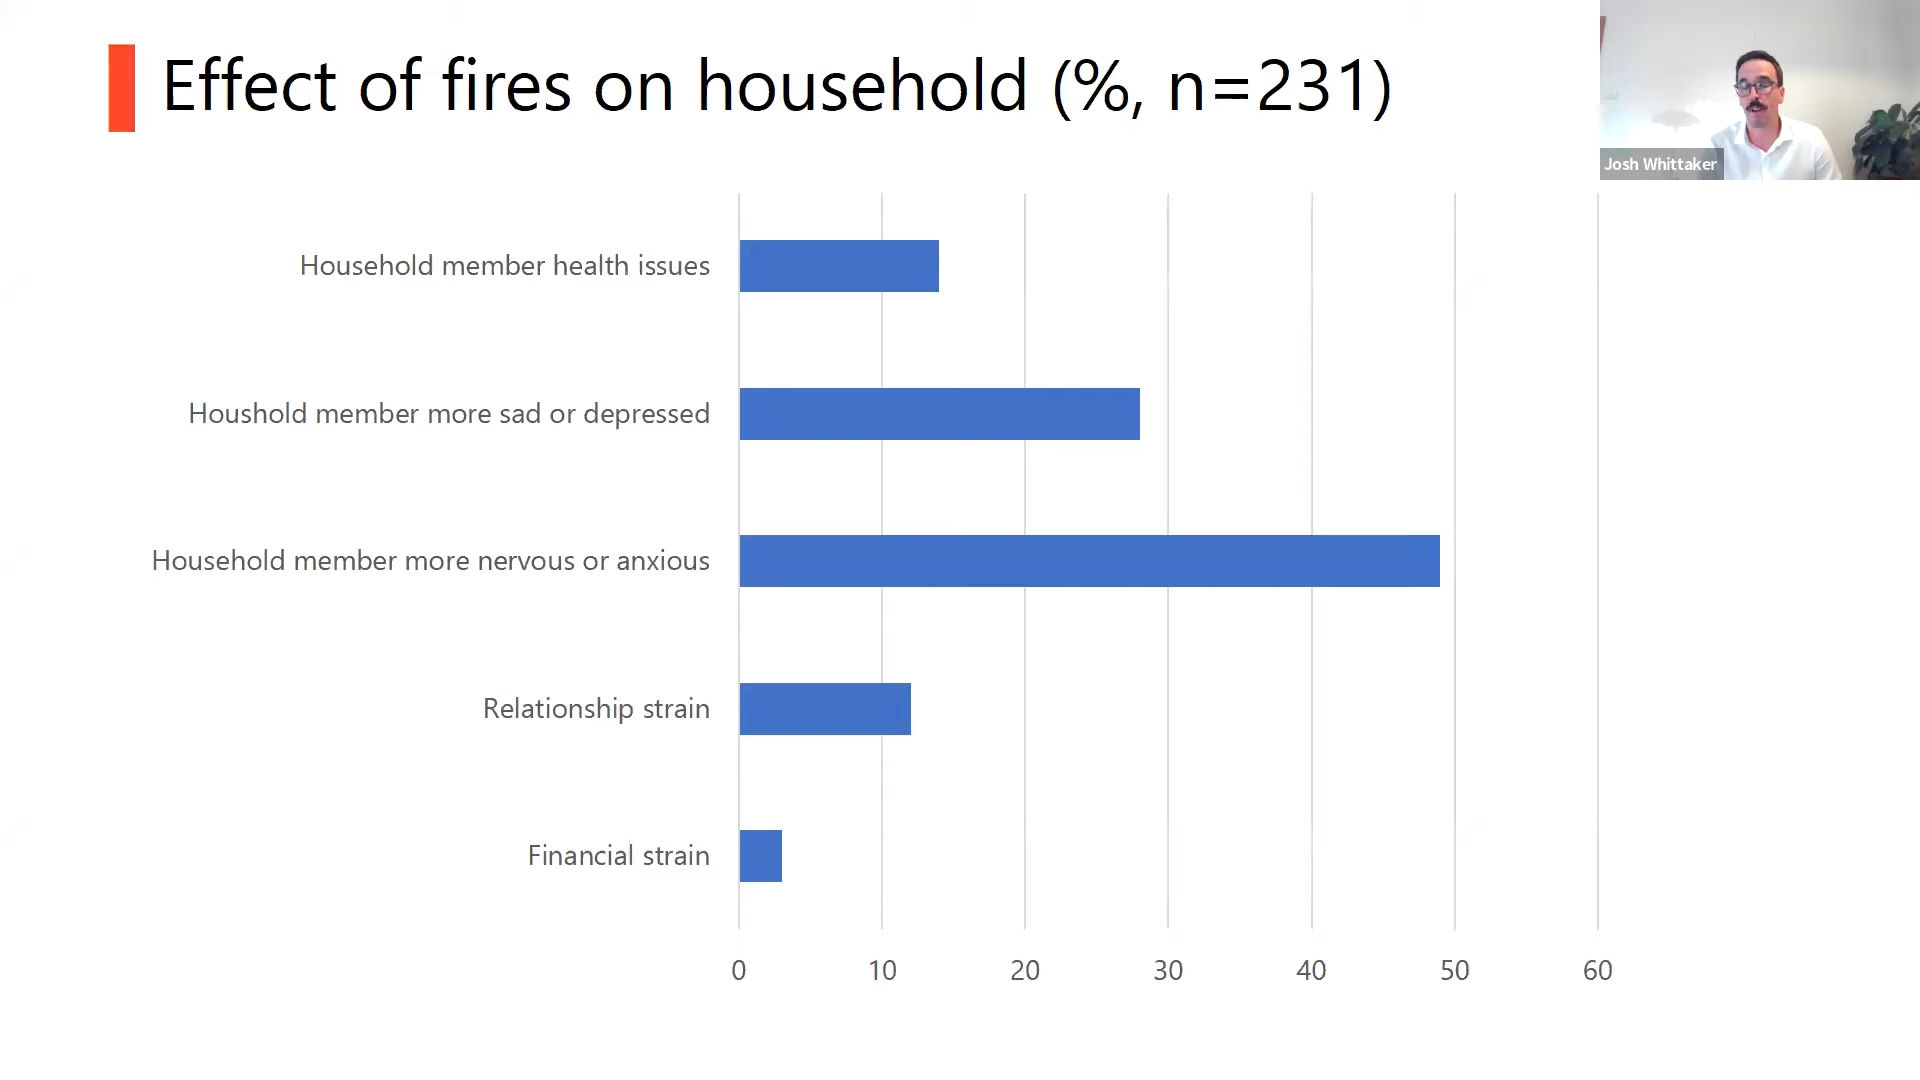 Effect of fires on household (%, n=231)
Josh Whittaker
Household member health issues
Houshold member more sad or depressed
Household member more nervous or anxious
Relationship strain
Financial strain
0 10 20 30 40 50 60